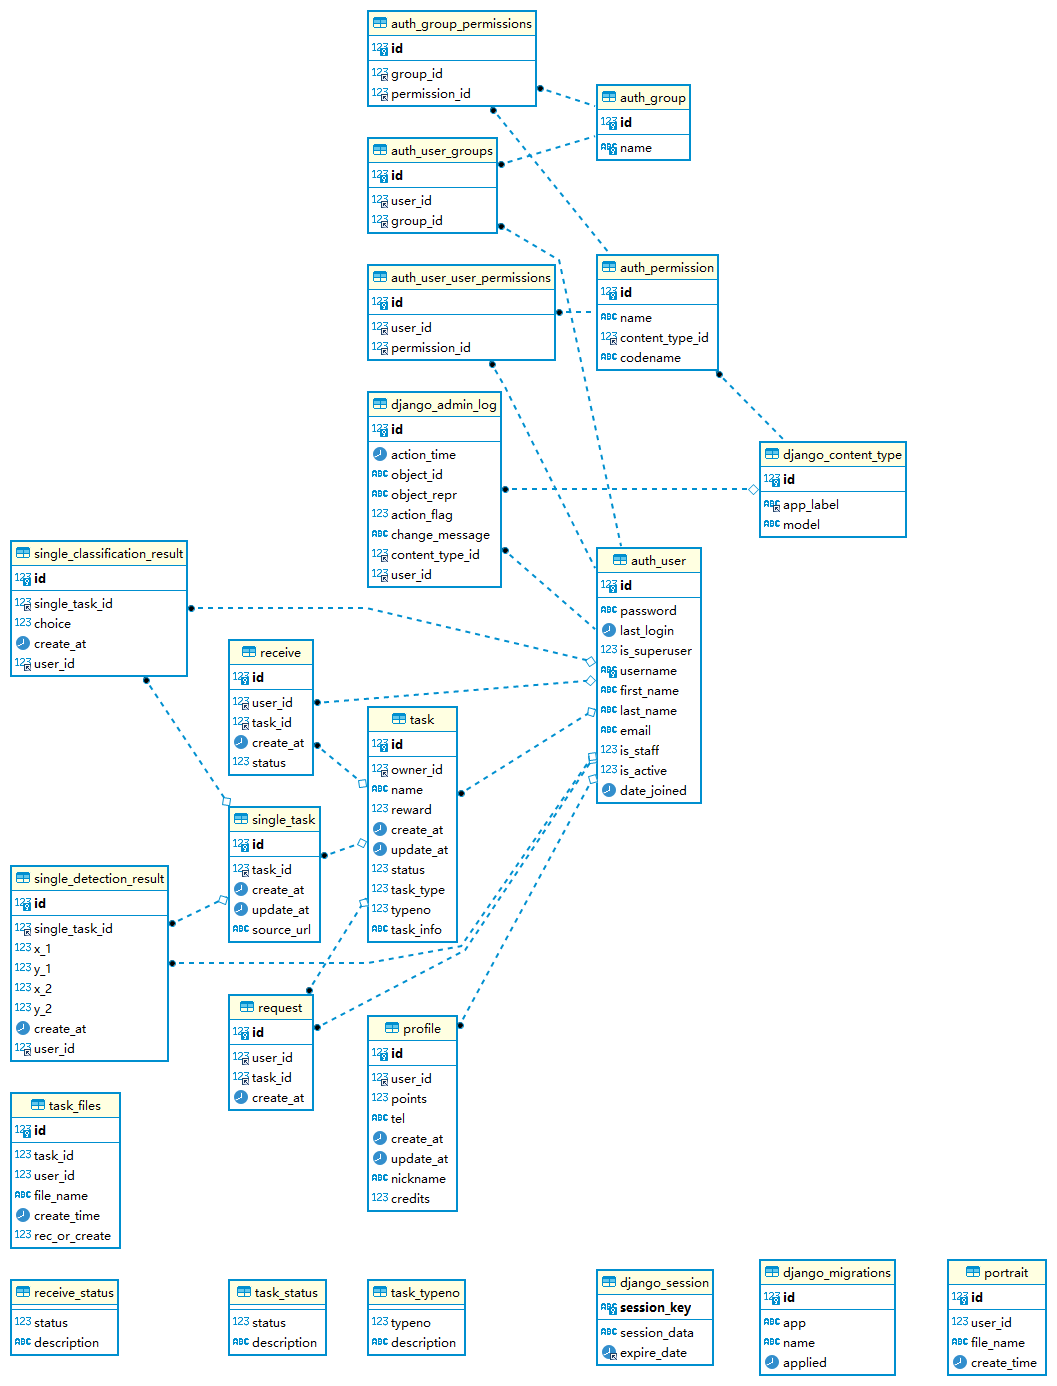 auth_group_permissions
123 id
123 group_id
123 permission_id
auth_group
123 id
ABC name
auth_user_groups
123 id
123 user_id
123 group_id
auth_user_user_permissions
123 id
123 user_id
123 permission_id
auth_permission
123 id
ABC name
123 content_type_id
ABC codename
django_admin_log
123 id
action_time
ABC object_id
ABC object_repr
123 action_flag
ABC change_message
123 content_type_id
123 user_id
django_content_type
123 id
ABC app_label
ABC model
single_classification_result
123 id
123 single_task_id
123 choice
create_at
123 user_id
auth_user
123 id
ABC password
last_login
123 is_superuser
ABC username
ABC first_name
ABC last_name
ABC email
123 is_staff
123 is_active
date_joined
receive
123 id
123 user_id
123 task_id
create_at
123 status
task
123 id
123 owner_id
ABC name
123 reward
create_at
update_at
123 status
123 task_type
123 typeno
ABC task_info
single_task
123 id
123 task_id
create_at
update_at
ABC source_url
single_detection_result
123 id
123 single_task_id
123 x_1
123 y_1
123 x_2
123 y_2
create_at
123 user_id
request
123 id
123 user_id
123 task_id
create_at
profile
123 id
123 user_id
123 points
ABC tel
create_at
update_at
ABC nickname
123 credits
task_files
123 id
123 task_id
123 user_id
ABC file_name
create_time
123 rec_or_create
receive_status
123 status
ABC description
task_status
123 status
ABC description
task_typeno
123 typeno
ABC description
django_session
ABC session_key
ABC session_data
expire_date
django_migrations
123 id
ABC app
ABC name
applied
portrait
123 id
123 user_id
ABC file_name
create_time